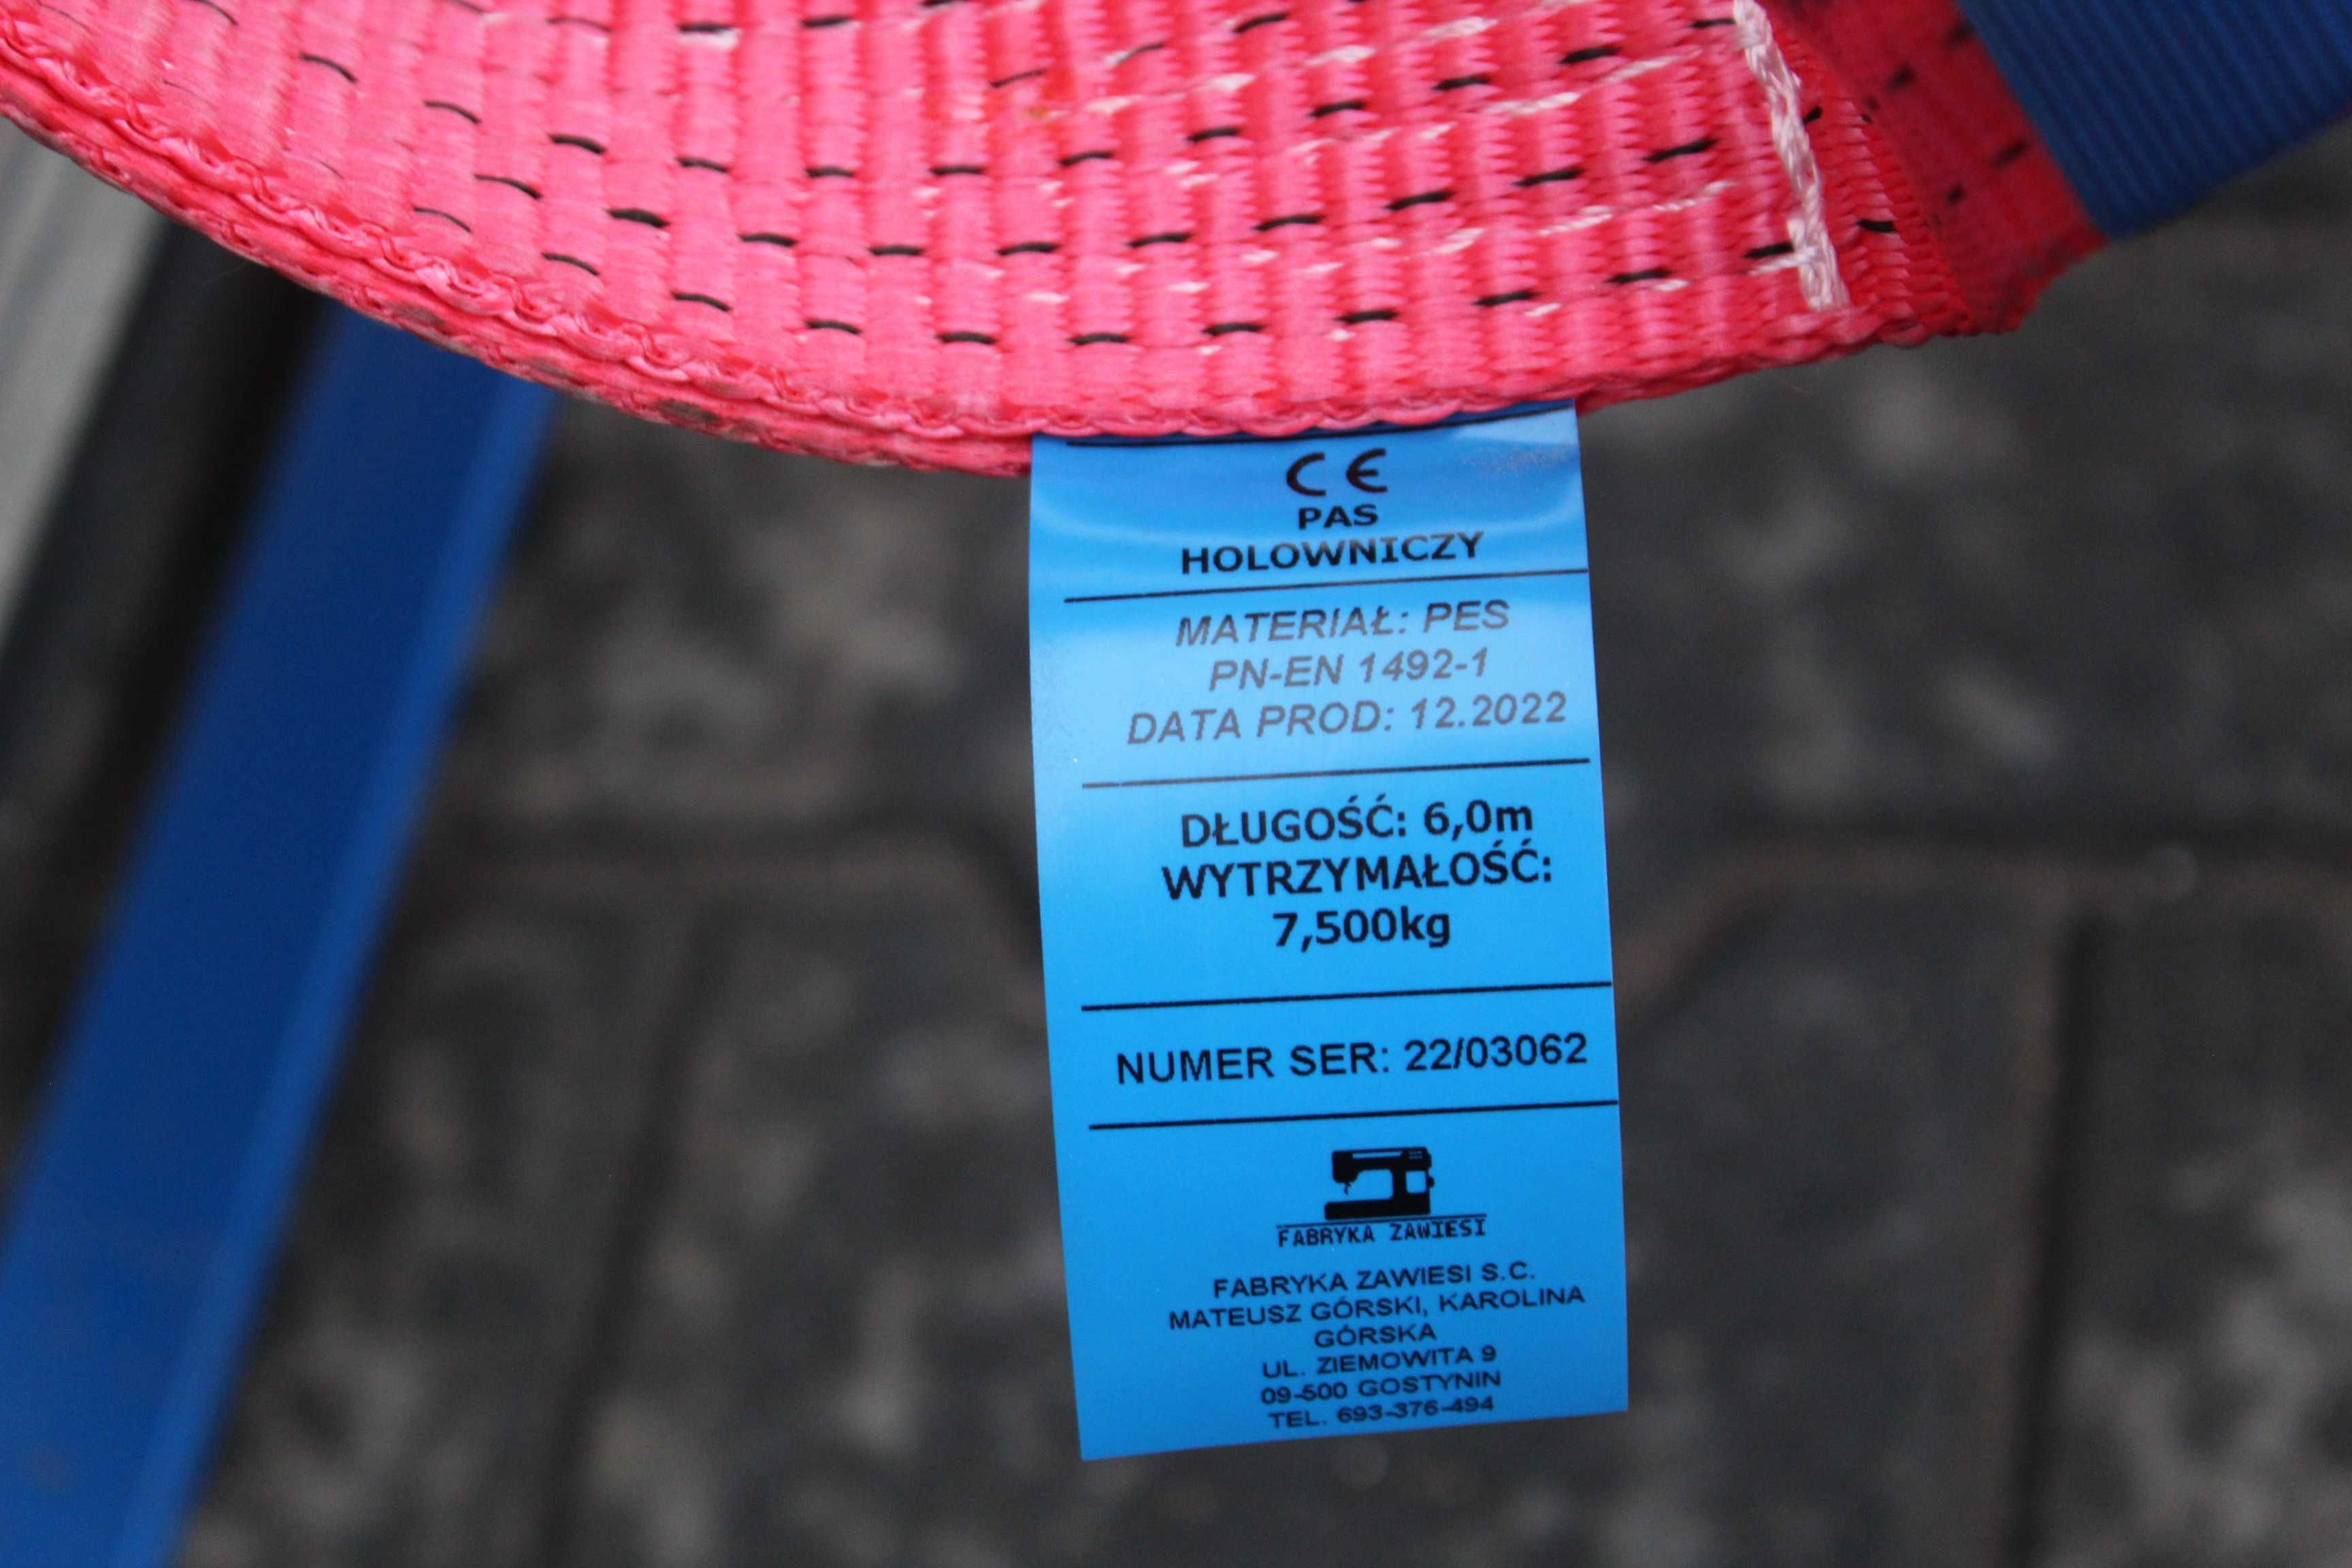 CE
PAS
HOLOWNICZY
MATERIAŁ: PES
PN-EN 1492-1
DATA PROD: 12.2022
DŁUGOŚĆ: 6,0m
WYTRZYMAŁOŚĆ:
7,500kg
NUMER SER: 22/03062
FABRYKA ZAWIESI
FABRYKA ZAWIESI S.C.
MATEUSZ GÓRSKI, KAROLINA
GÓRSKA
UL. ZIEMOWITA 9
09-500 GOSTYNIN
TEL. 693-376-494